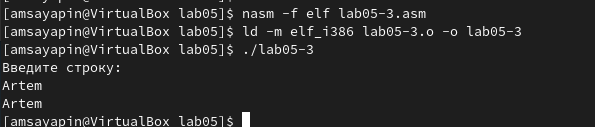 [amsayapin@VirtualBox lab05]$ nasm -f elf lab05-3.asm
[amsayapin@VirtualBox lab05]$ ld -m elf_i386 lab05-3.o -o lab05-3
[amsayapin@VirtualBox lab05]$ ./lab05-3
Введите строку:
Artem
Artem
[amsayapin@VirtualBox lab05]$